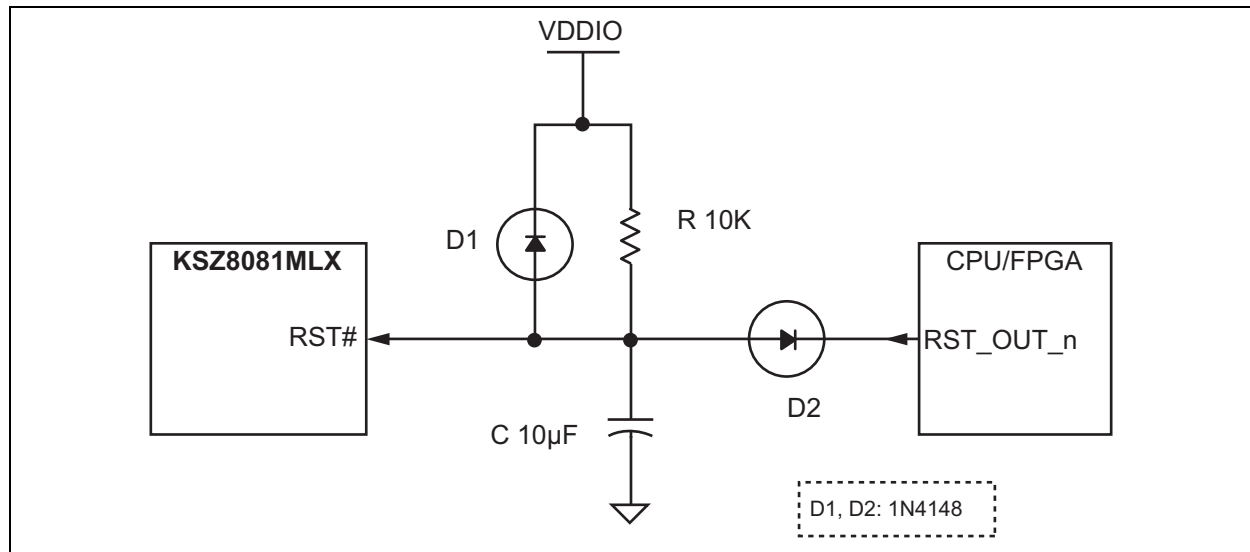 VDDIO
D1
R 10K
KSZ8081MLX
CPU/FPGA
RST#
RST_OUT_n
D2
C 10µF
D1, D2: 1N4148